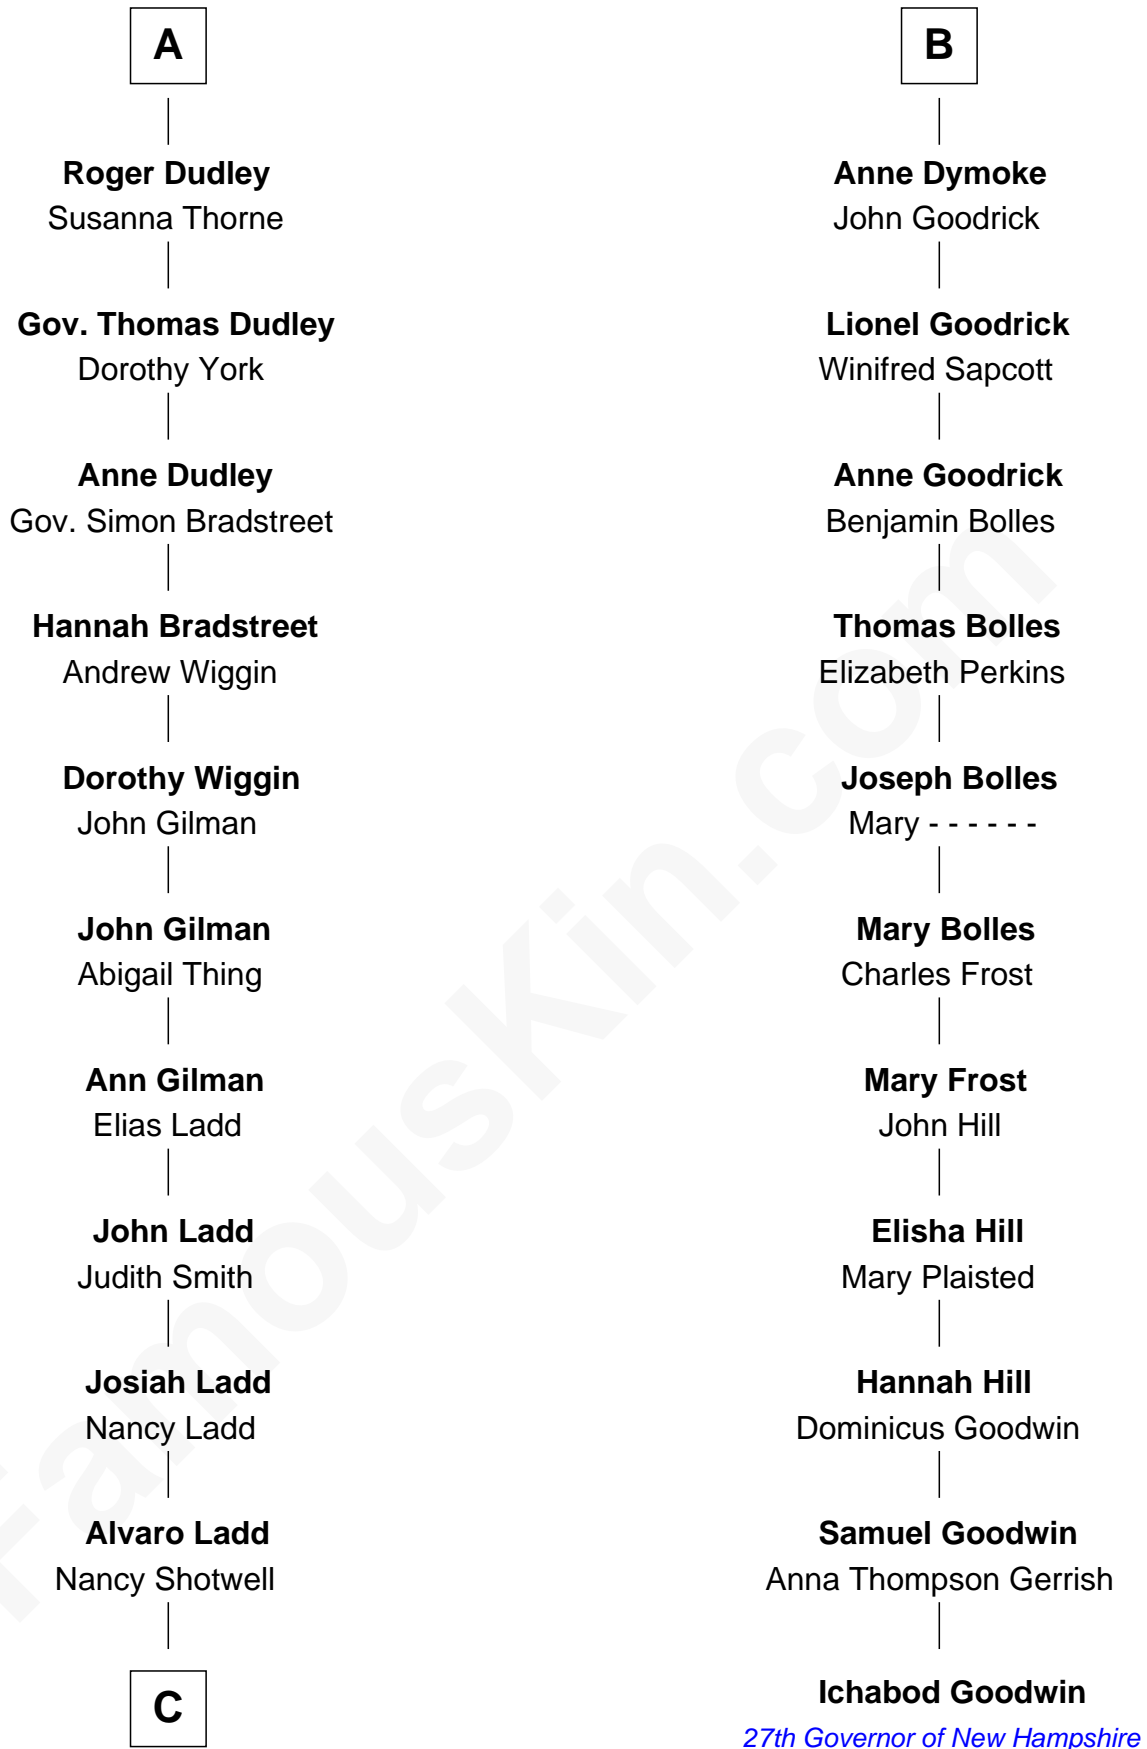 A
Roger Dudley
Susanna Thorne
Gov. Thomas Dudley
Dorothy York
Anne Dudley
Gov. Simon Bradstreet
Hannah Bradstreet
Andrew Wiggin
Dorothy Wiggin
John Gilman
John Gilman
Abigail Thing
Ann Gilman
Elias Ladd
John Ladd
Judith Smith
Josiah Ladd
Nancy Ladd
Alvaro Ladd
Nancy Shotwell
C
B
Anne Dymoke
John Goodrick
Lionel Goodrick
Winifred Sapcott
Anne Goodrick
Benjamin Bolles
Thomas Bolles
Elizabeth Perkins
Joseph Bolles
Mary - - - - - -
Mary Bolles
Charles Frost
Mary Frost
John Hill
Elisha Hill
Mary Plaisted
Hannah Hill
Dominicus Goodwin
Samuel Goodwin
Anna Thompson Gerrish
Ichabod Goodwin
27th Governor of New Hampshire
FamousKin.com